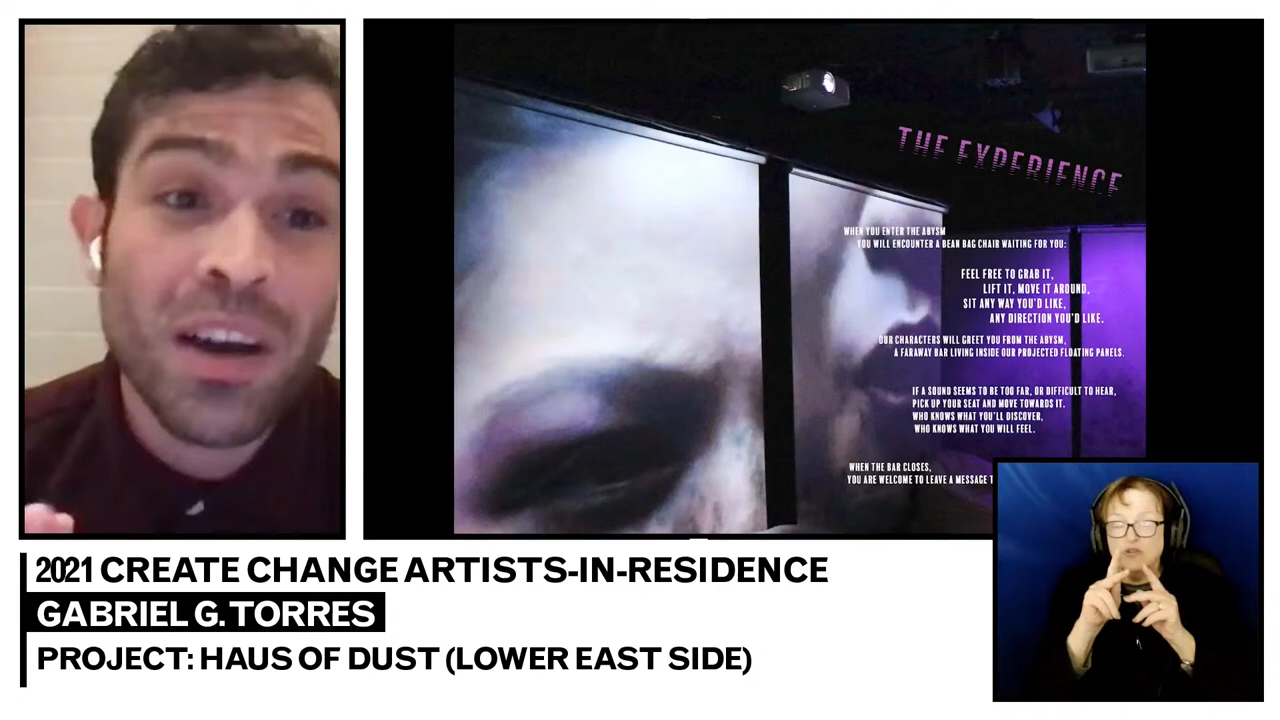 THE EXPERIENCE
WHEN YOU ENTER THE ABYSM
YOU WILL ENCOUNTER A BEAN BAG CHAIR WAITING FOR YOU:
FEEL FREE TO GRAB IT,
LIFT IT, MOVE IT AROUND,
SIT ANY WAY YOU'D LIKE,
ANY DIRECTION YOU'D LIKE.
OUR CHARACTERS WILL GREET YOU FROM THE ABYSM,
A FARAWAY BAR LIVING INSIDE OUR PROJECTED FLOATING PANELS.
IF A SOUND SEEMS TO BE TOO FAR, OR DIFFICULT TO HEAR,
PICK UP YOUR SEAT AND MOVE TOWARDS IT.
WHO KNOWS WHAT YOU'LL DISCOVER,
WHO KNOWS WHAT YOU WILL FEEL.
WHEN THE BAR CLOSES,
YOU ARE WELCOME TO LEAVE A MESSAGE
2021 CREATE CHANGE ARTISTS-IN-RESIDENCE
GABRIEL G. TORRES
PROJECT: HAUS OF DUST (LOWER EAST SIDE)